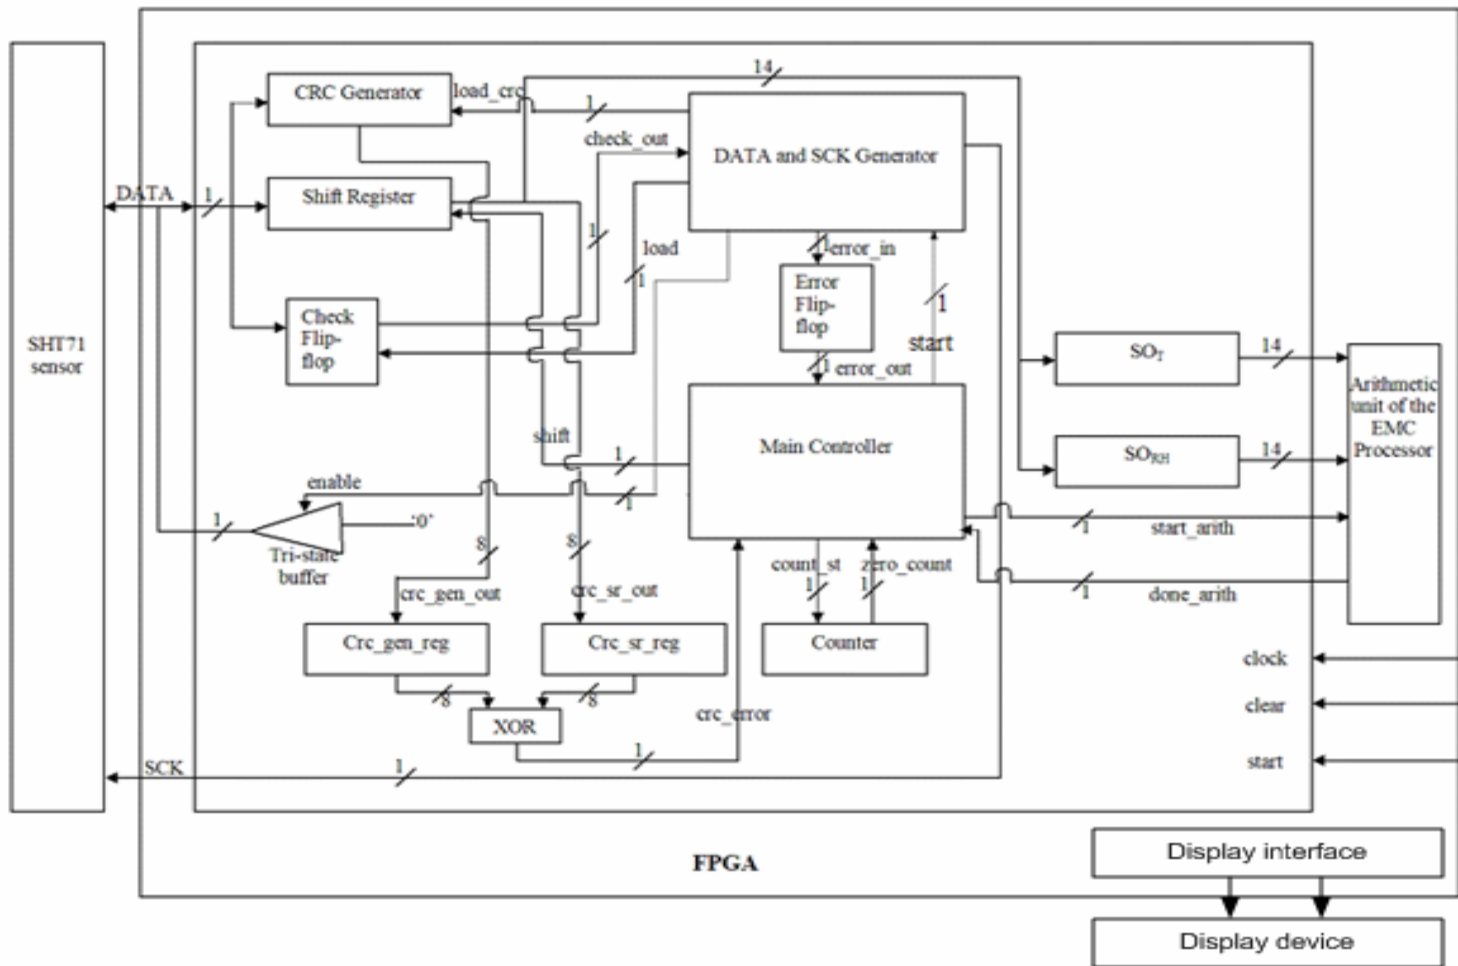 14
CRC Generator
load_crc
1
check_out
DATA and SCK Generator
DATA
1
Shift Register
1
load
1
1
error_in
Error
Flip-
flop
1
start
Check
Flip-
flop
SHT71
sensor
1
error_out
SO_T
14
Arithmetic
unit of the
EMC
Processor
shift
1
Main Controller
SO_RH
14
enable
1
1
'0'
Tri-state
buffer
8
8
1
start_arith
count_st
zero_count
1
1
1
done_arith
crc_gen_out
crc_sr_out
Crc_gen_reg
Crc_sr_reg
Counter
clock
8
8
clear
XOR
crc_error
1
start
SCK
1
FPGA
Display interface
Display device